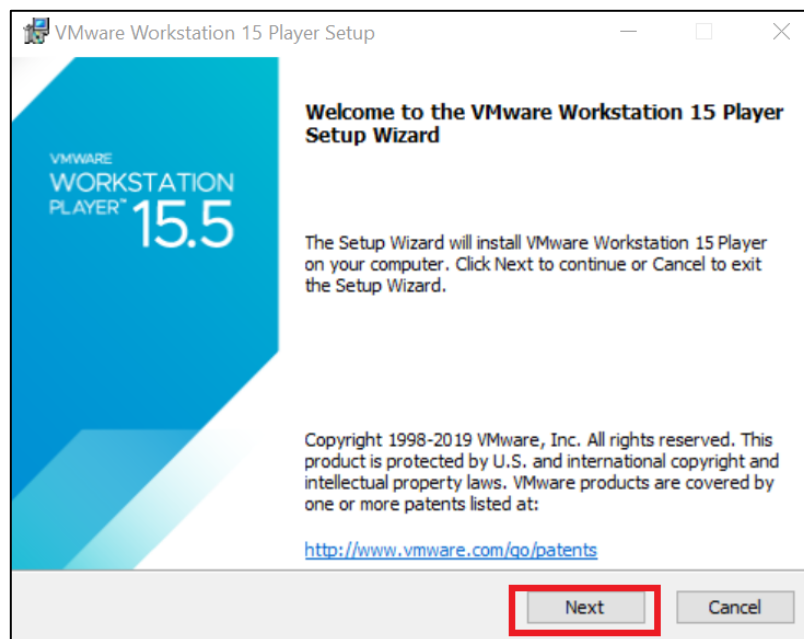 VMware Workstation 15 Player Setup
Welcome to the VMware Workstation 15 Player
Setup Wizard
VMWARE
WORKSTATION
PLAYER™ 15.5
The Setup Wizard will install VMware Workstation 15 Player
on your computer. Click Next to continue or Cancel to exit
the Setup Wizard.
Copyright 1998-2019 VMware, Inc. All rights reserved. This
product is protected by U.S. and international copyright and
intellectual property laws. VMware products are covered by
one or more patents listed at:
http://www.vmware.com/go/patents
Next
Cancel